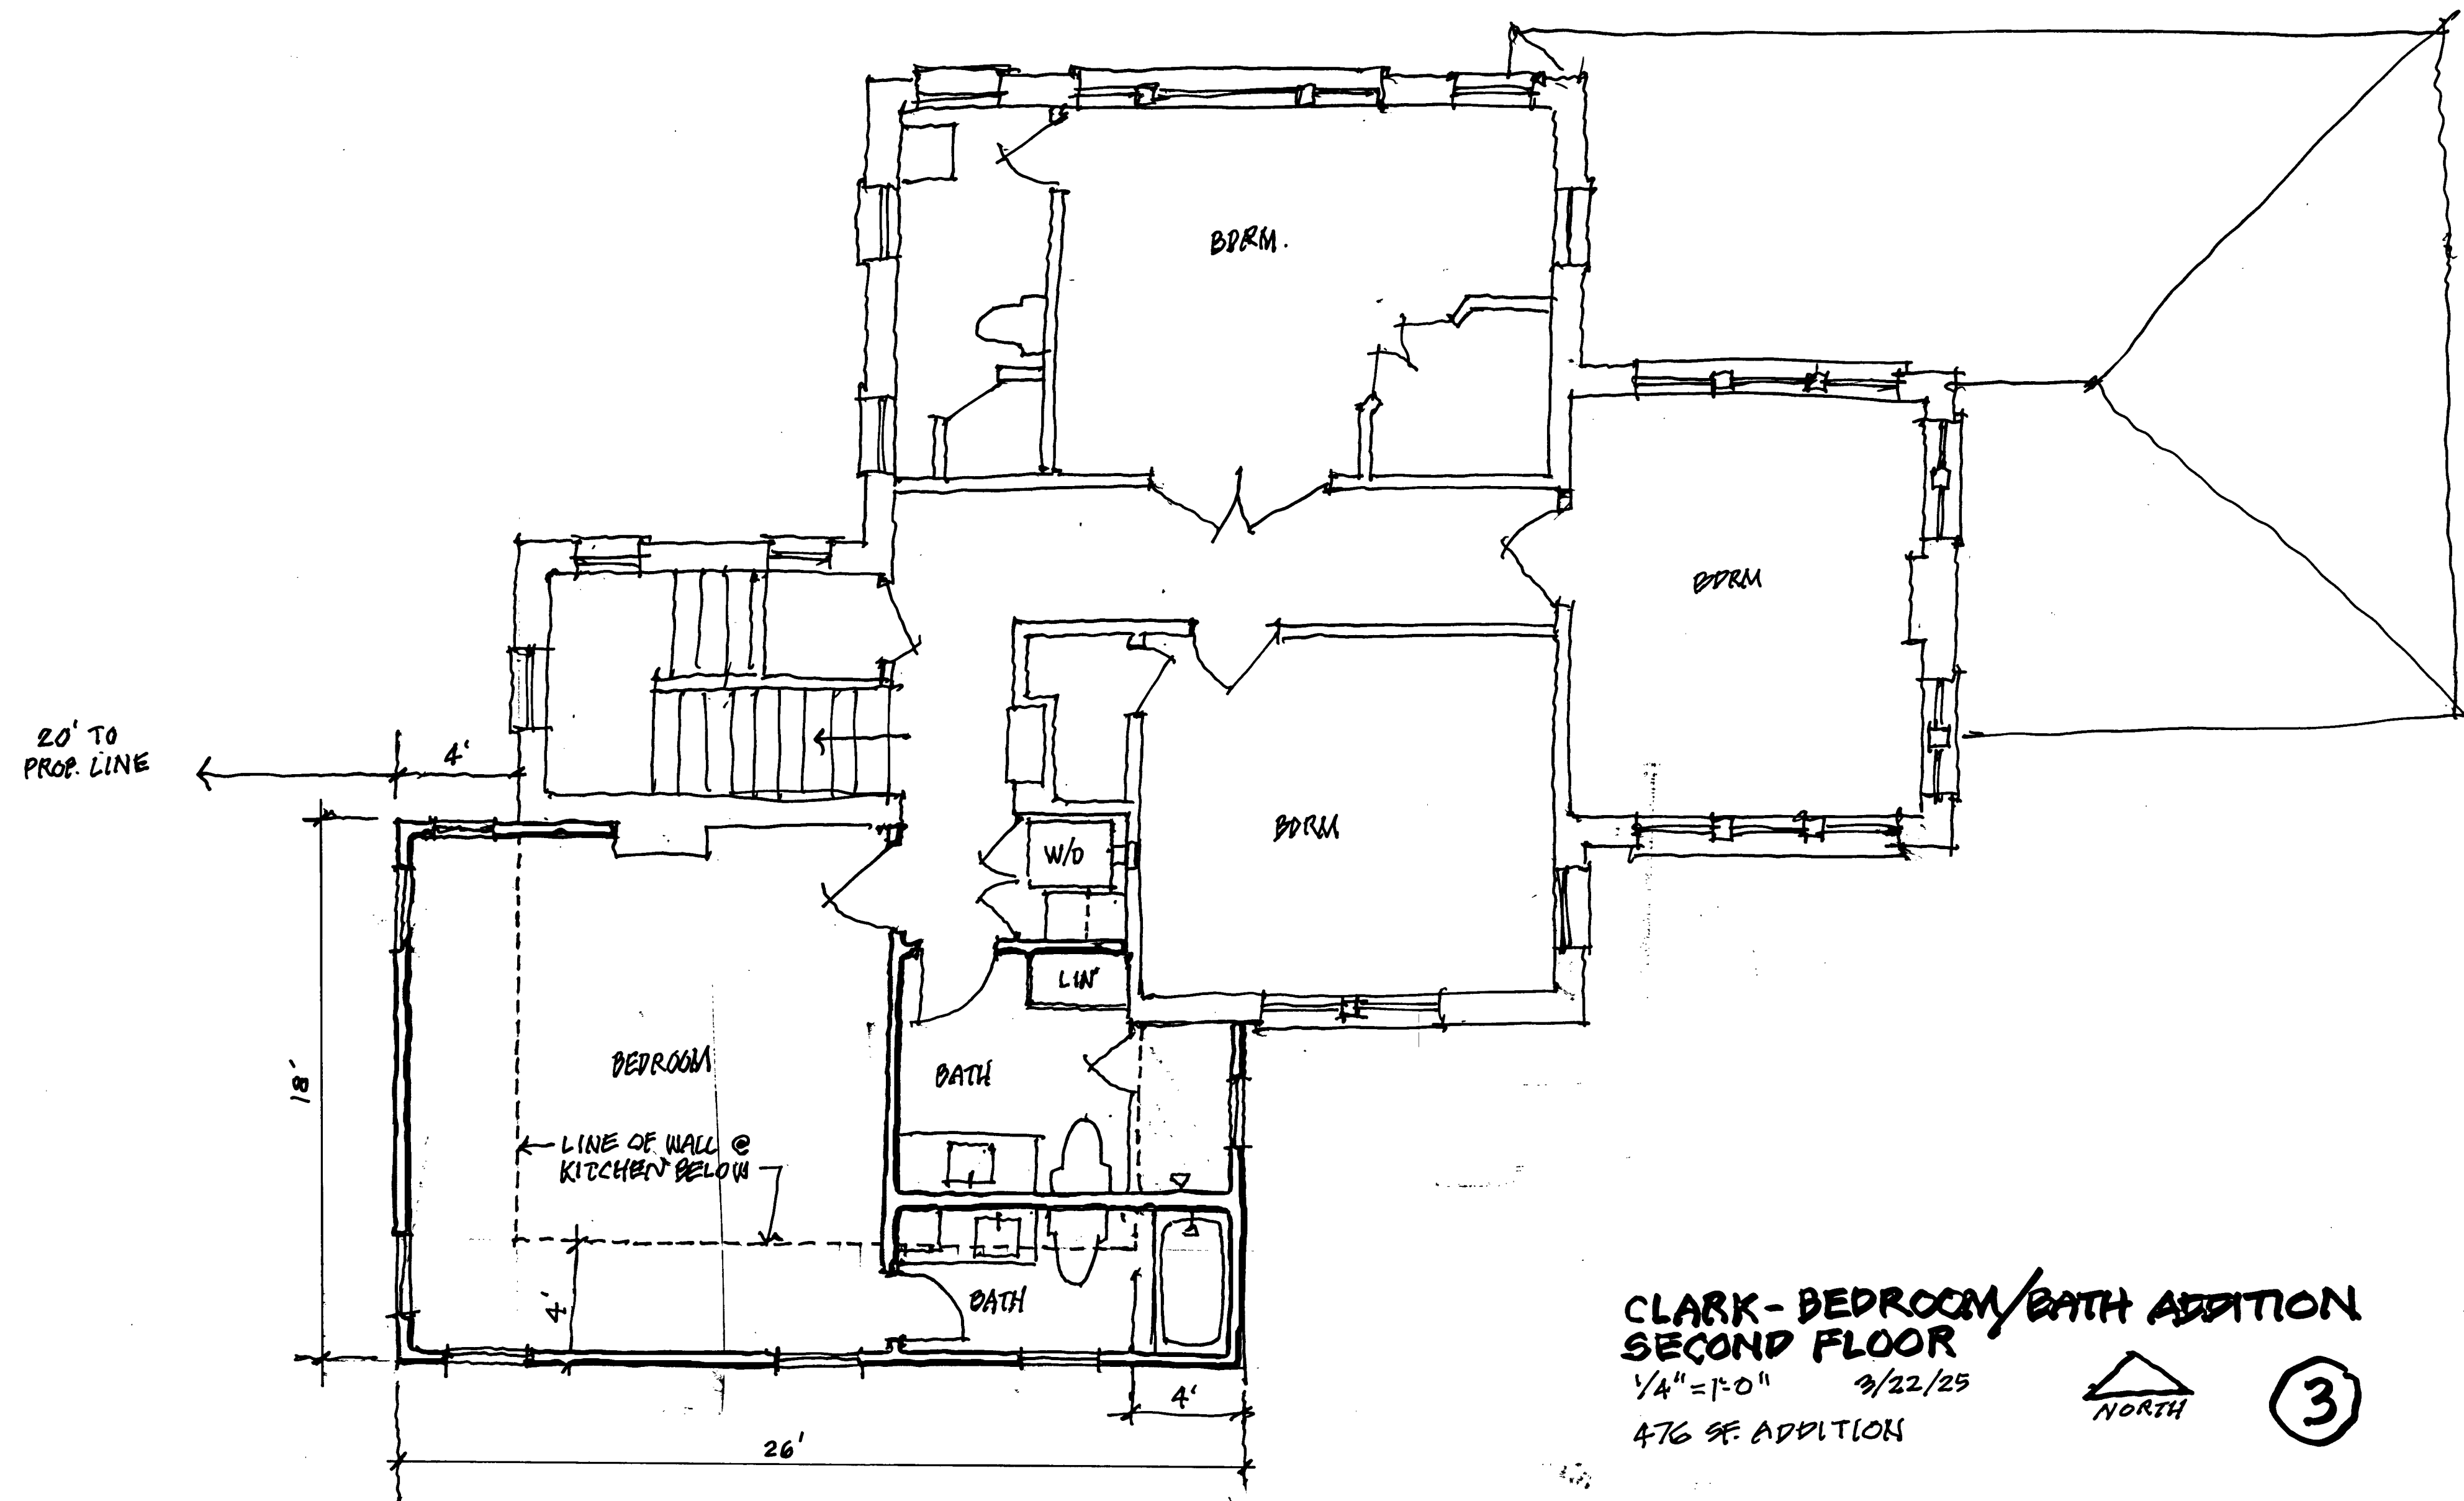 BDRM.
BDRM
20' TO
PROP. LINE
4'
W/D
BDRM
LIN
18'
BEDROOM
BATH
LINE OF WALL @
KITCHEN BELOW
4'
BATH
4'
26'
CLARK - BEDROOM/BATH ADDITION
SECOND FLOOR
1/4" = 1'-0" 3/22/25
476 SF. ADDITION
NORTH
3